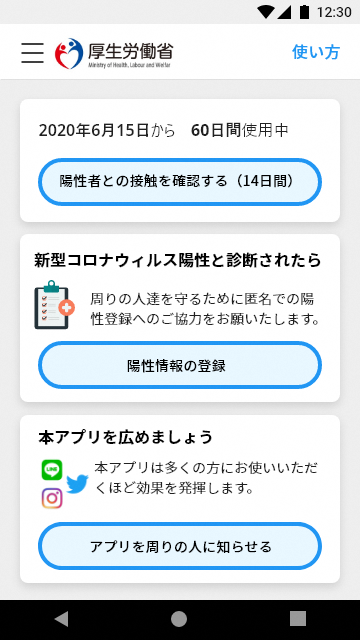 12:30
厚生労働省
Ministry of Health, Labour and Welfar
使い方
2020年6月15日から 60日間使用中
陽性者との接触を確認する（14日間）
新型コロナウィルス陽性と診断されたら
周りの人達を守るために匿名での陽
性登録へのご協力をお願いたします。
陽性情報の登録
本アプリを広めましょう
本アプリは多くの方にお使いいただ
くほど効果を発揮します。
LINE
アプリを周りの人に知らせる